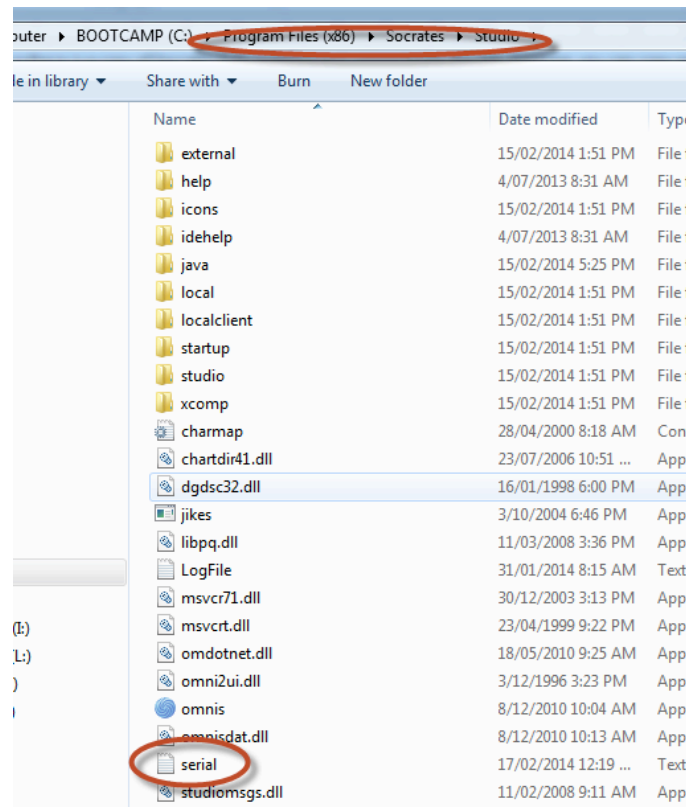 outer ▸ BOOTCAMP (C:) ▸ Program Files (x86) ▸ Socrates ▸ Studio ▸
le in library ▾ Share with ▾ Burn New folder
Name Date modified Type
external 15/02/2014 1:51 PM File
help 4/07/2013 8:31 AM File
icons 15/02/2014 1:51 PM File
idehelp 4/07/2013 8:31 AM File
java 15/02/2014 5:25 PM File
local 15/02/2014 1:51 PM File
localclient 15/02/2014 1:51 PM File
startup 15/02/2014 1:51 PM File
studio 15/02/2014 1:51 PM File
xcomp 15/02/2014 1:51 PM File
charmap 28/04/2000 8:18 AM Con
chartdir41.dll 23/07/2006 10:51 ... App
dgdsc32.dll 16/01/1998 6:00 PM App
jikes 3/10/2004 6:46 PM App
libpq.dll 11/03/2008 3:36 PM App
LogFile 31/01/2014 8:15 AM Text
msvcr71.dll 30/12/2003 3:13 PM App
(I:) msvcrt.dll 23/04/1999 9:22 PM App
L:) omdotnet.dll 18/05/2010 9:25 AM App
) omni2ui.dll 3/12/1996 3:23 PM App
) omnis 8/12/2010 10:04 AM App
omnisdat.dll 8/12/2010 10:13 AM App
serial 17/02/2014 12:19 ... Text
studiomsgs.dll 11/02/2008 9:11 AM App